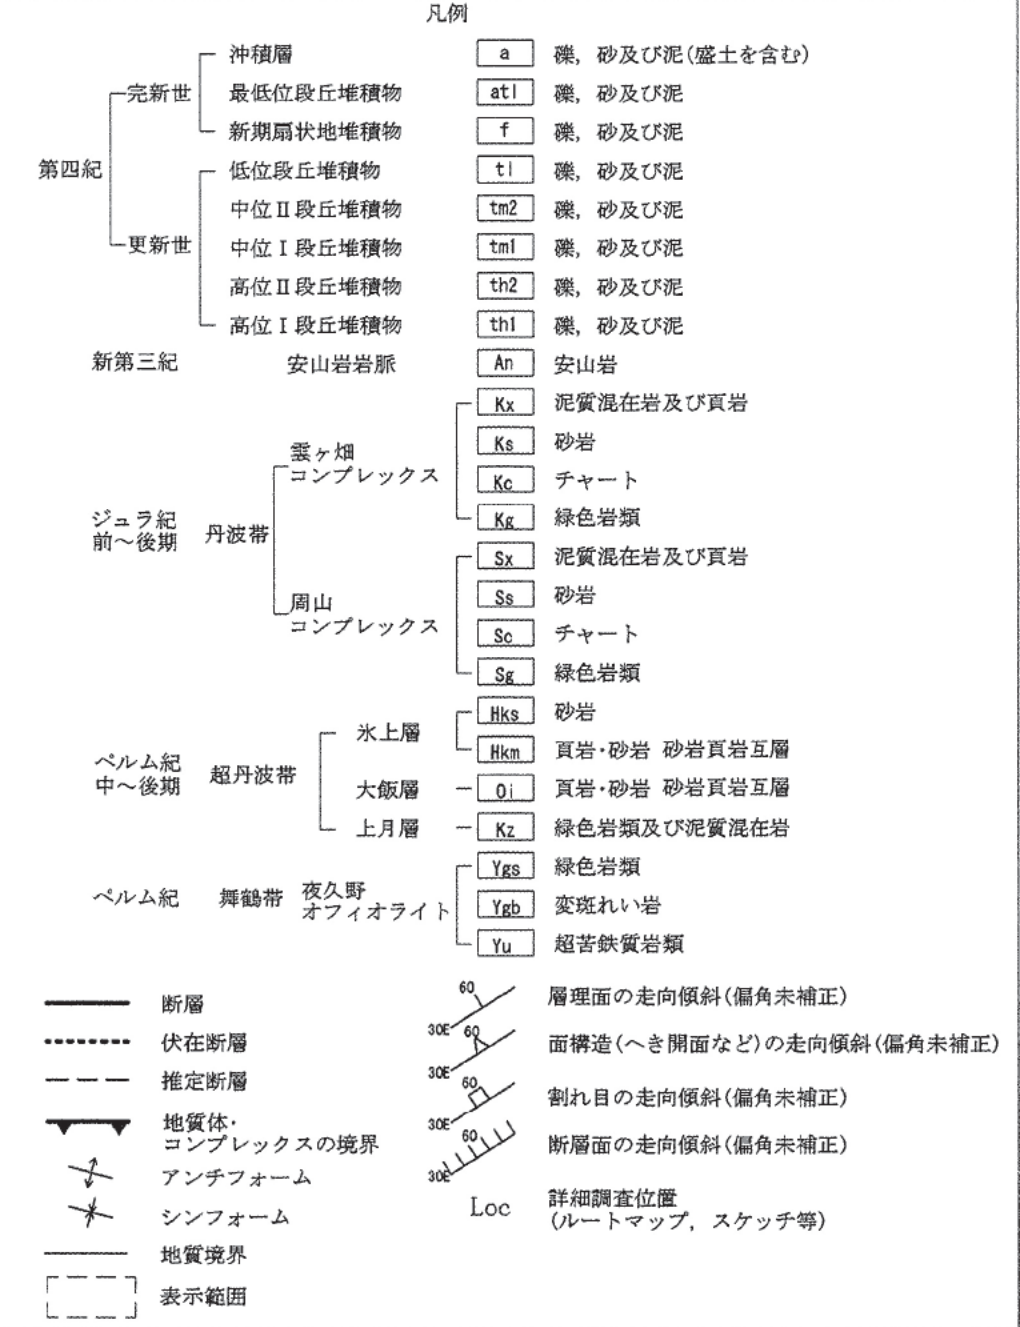 凡例
沖積層 a 礫, 砂及び泥(盛土を含む)
完新世 最低位段丘堆積物 atl 礫, 砂及び泥
新期扇状地堆積物 f 礫, 砂及び泥
第四紀 低位段丘堆積物 tl 礫, 砂及び泥
中位Ⅱ段丘堆積物 tm2 礫, 砂及び泥
更新世 中位Ⅰ段丘堆積物 tm1 礫, 砂及び泥
高位Ⅱ段丘堆積物 th2 礫, 砂及び泥
高位Ⅰ段丘堆積物 th1 礫, 砂及び泥
新第三紀 安山岩岩脈 An 安山岩
Kx 泥質混在岩及び頁岩
雲ヶ畑
コンプレックス
Ks 砂岩
Kc チャート
Kg 緑色岩類
ジュラ紀
前～後期
丹波帯
Sx 泥質混在岩及び頁岩
Ss 砂岩
周山
コンプレックス
Sc チャート
Sg 緑色岩類
Hks 砂岩
氷上層
Hkm 頁岩・砂岩 砂岩頁岩互層
ペルム紀
中～後期
超丹波帯
大飯層 Oi 頁岩・砂岩 砂岩頁岩互層
上月層 Kz 緑色岩類及び泥質混在岩
Ygs 緑色岩類
ペルム紀 舞鶴帯 夜久野
オフィオライト
Ygb 変斑れい岩
Yu 超苦鉄質岩類
断層
伏在断層
推定断層
地質体・
コンプレックスの境界
アンチフォーム
シンフォーム
地質境界
表示範囲
60
30E
層理面の走向傾斜(偏角未補正)
60
30E
面構造(へき開面など)の走向傾斜(偏角未補正)
60
30E
割れ目の走向傾斜(偏角未補正)
60
30E
断層面の走向傾斜(偏角未補正)
Loc 詳細調査位置
(ルートマップ, スケッチ等)